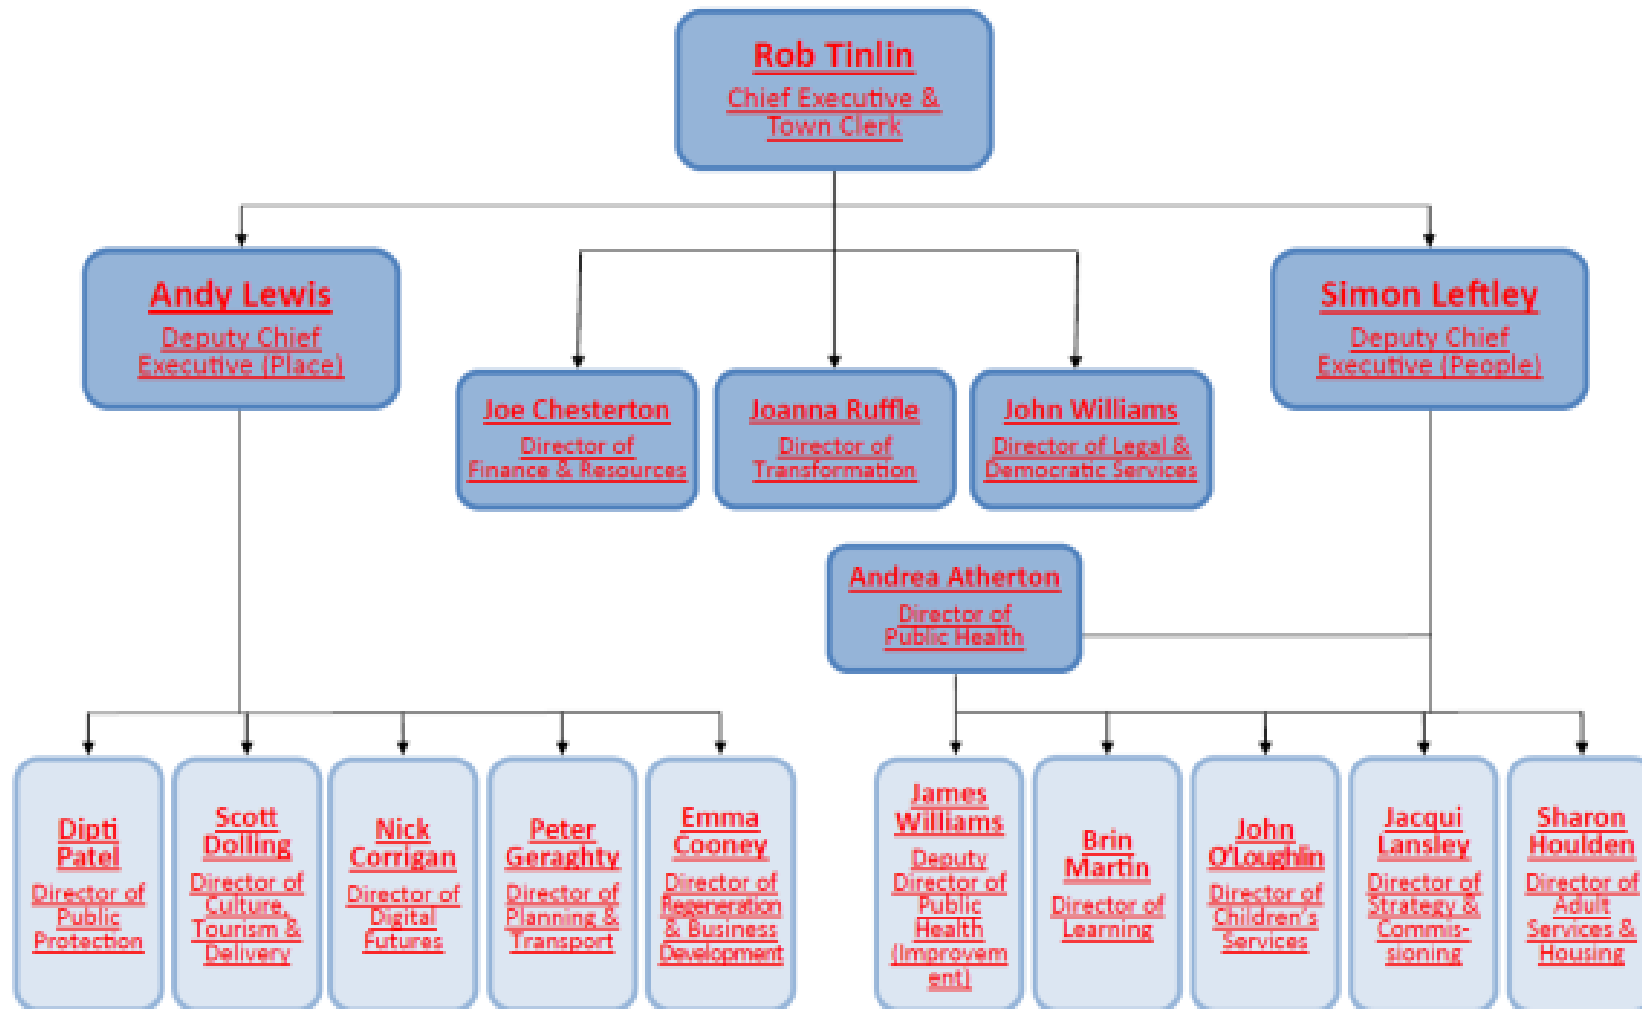 Rob Tinlin
Chief Executive &
Town Clerk
Andy Lewis
Deputy Chief
Executive (Place)
Simon Leftley
Deputy Chief
Executive (People)
Joe Chesterton
Director of
Finance & Resources
Joanna Ruffle
Director of
Transformation
John Williams
Director of Legal &
Democratic Services
Andrea Atherton
Director of
Public Health
Dipti
Patel
Director of
Public
Protection
Scott
Dolling
Director of
Culture,
Tourism &
Delivery
Nick
Corrigan
Director of
Digital
Futures
Peter
Geraghty
Director of
Planning &
Transport
Emma
Cooney
Director of
Regeneration
& Business
Development
James
Williams
Deputy
Director of
Public
Health
(Improvem
ent)
Brin
Martin
Director of
Learning
John
O'Loughlin
Director of
Children's
Services
Jacqui
Lansley
Director of
Strategy &
Commis-
sioning
Sharon
Houlden
Director of
Adult
Services &
Housing